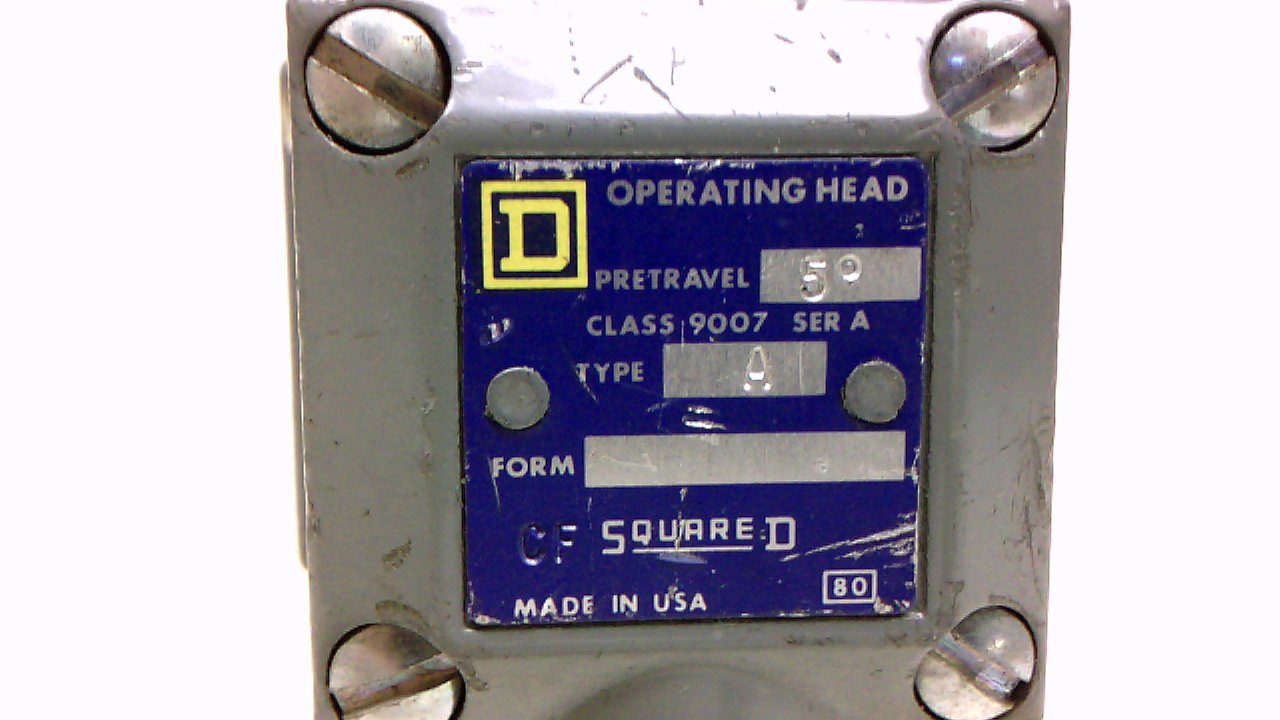 D OPERATING HEAD
PRETRAVEL 5°
CLASS 9007 SER A
TYPE A
FORM
CF SQUARE D
80
MADE IN USA